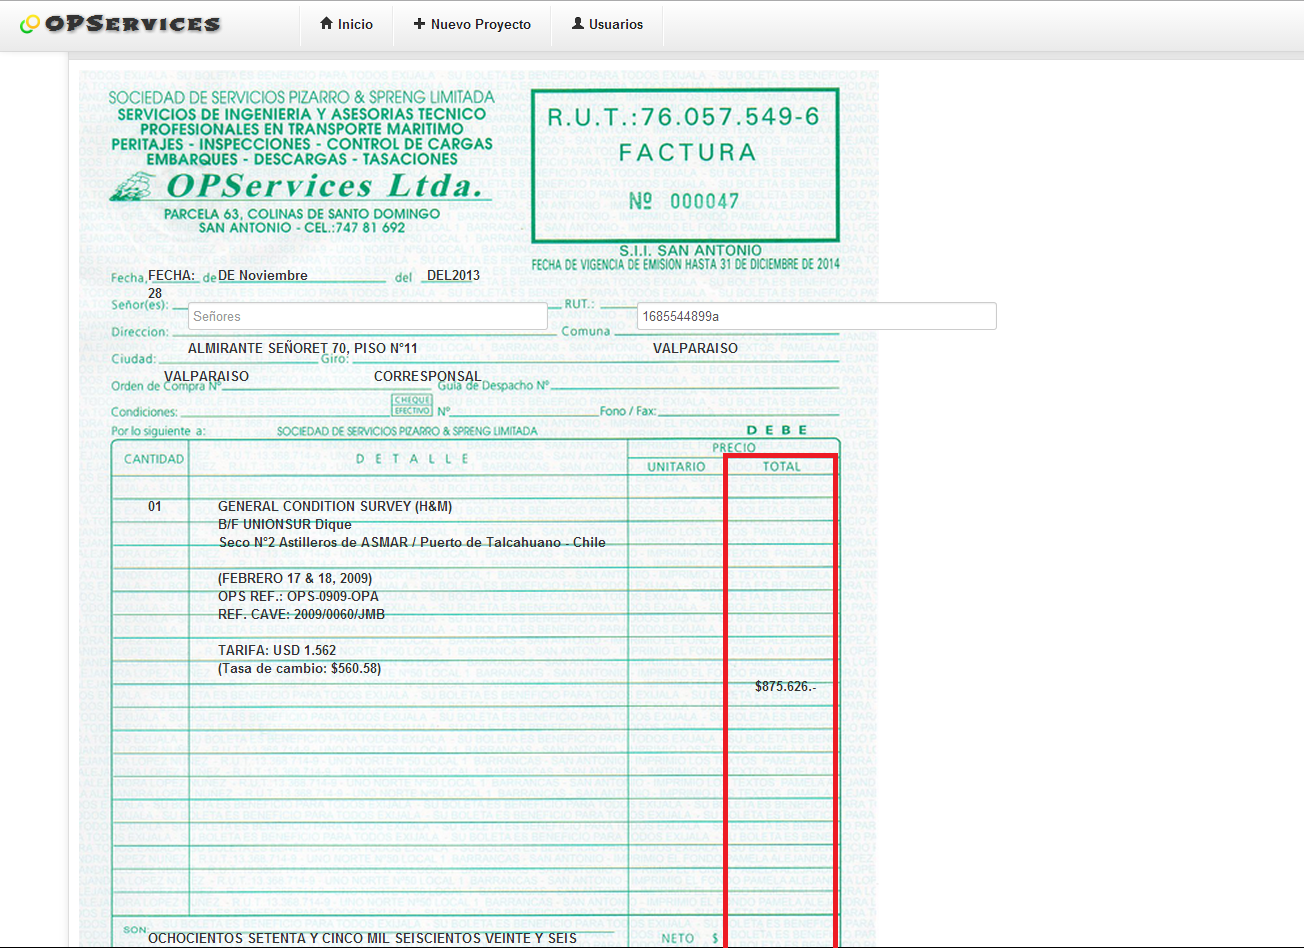 OPSERVICES
Inicio
Nuevo Proyecto
Usuarios
SOCIEDAD DE SERVICIOS PIZARRO & SPRENG LIMITADA
SERVICIOS DE INGENIERIA Y ASESORIAS TECNICO
PROFESIONALES EN TRANSPORTE MARITIMO
PERITAJES - INSPECCIONES - CONTROL DE CARGAS
EMBARQUES - DESCARGAS - TASACIONES
OPServices Ltda.
PARCELA 63, COLINAS DE SANTO DOMINGO
SAN ANTONIO - CEL.:747 81 692
R.U.T.:76.057.549-6
FACTURA
Nº 000047
S.I.I. SAN ANTONIO
FECHA DE VIGENCIA DE EMISION HASTA 31 DE DICIEMBRE DE 2014
Fecha, FECHA: de DE Noviembre del DEL2013
28
Señor(es): Señores RUT.: 1685544899a
Direccion: Comuna
ALMIRANTE SEÑORET 70, PISO N°11 VALPARAISO
Ciudad: Giro:
VALPARAISO CORRESPONSAL
Orden de Compra Nº Guia de Despacho Nº
Condiciones: CHEQUE EFECTIVO Nº Fono / Fax:
Por lo siguiente a: SOCIEDAD DE SERVICIOS PIZARRO & SPRENG LIMITADA DEBE
CANTIDAD DETALLE PRECIO
UNITARIO TOTAL
01 GENERAL CONDITION SURVEY (H&M)
B/F UNIONSUR Dique
Seco N°2 Astilleros de ASMAR / Puerto de Talcahuano - Chile
(FEBRERO 17 & 18, 2009)
OPS REF.: OPS-0909-OPA
REF. CAVE: 2009/0060/JMB
TARIFA: USD 1.562
(Tasa de cambio: $560.58)
$875.626.-
SON: OCHOCIENTOS SETENTA Y CINCO MIL SEISCIENTOS VEINTE Y SEIS NETO $